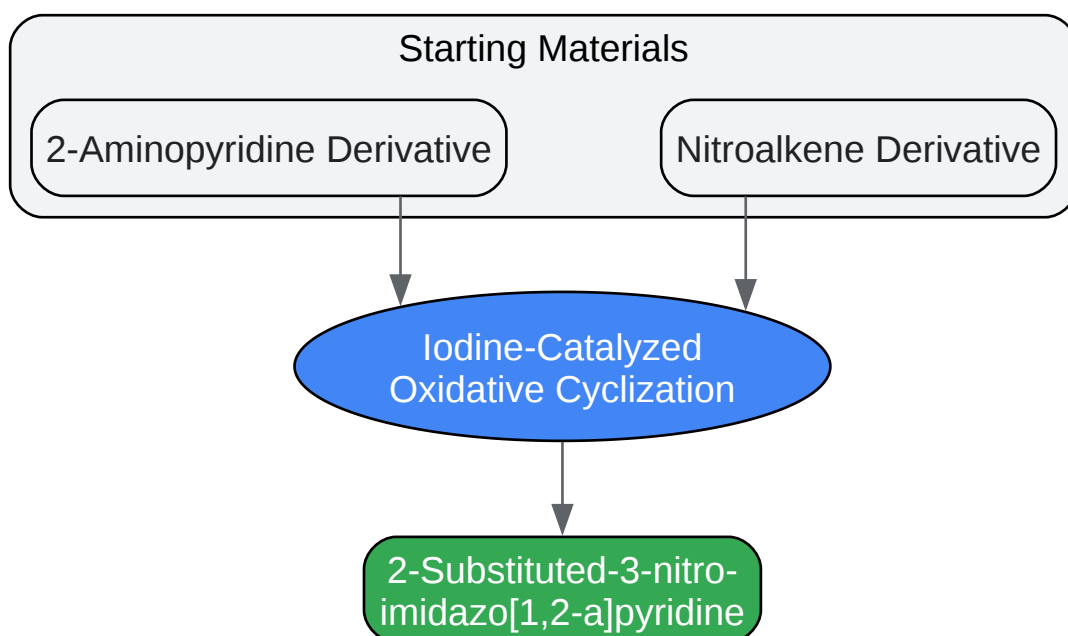 Starting Materials
2-Aminopyridine Derivative
Nitroalkene Derivative
Iodine-Catalyzed
Oxidative Cyclization
2-Substituted-3-nitro-
imidazo[1,2-a]pyridine